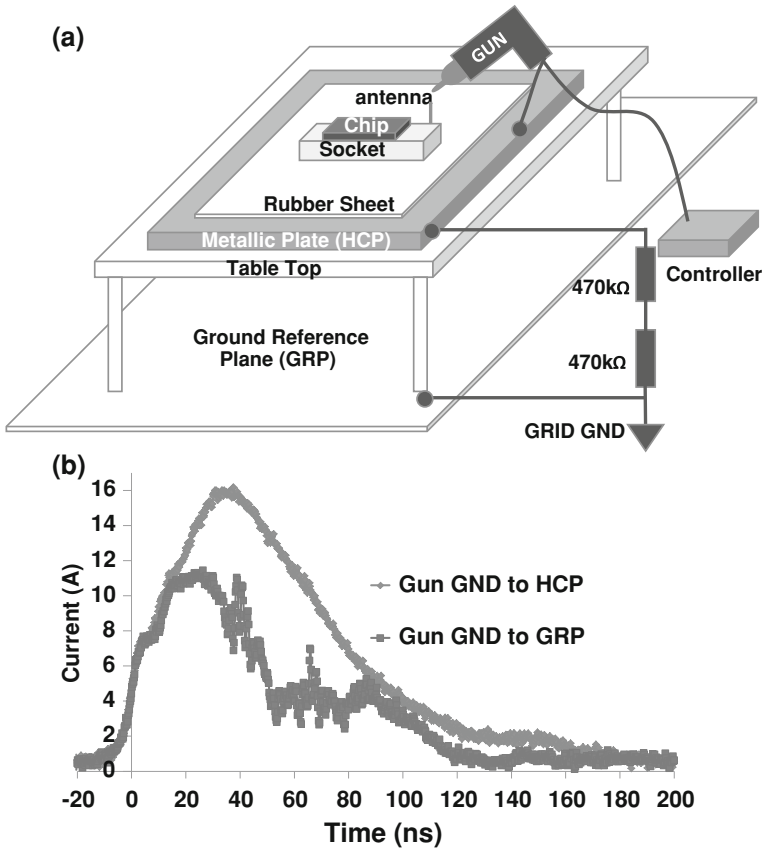 (a)
GUN
antenna
Chip
Socket
Rubber Sheet
Metallic Plate (HCP)
Table Top
Controller
470kΩ
Ground Reference
Plane (GRP)
470kΩ
GRID GND
(b)
16
14
12
10
8
6
4
2
0
Current (A)
Gun GND to HCP
Gun GND to GRP
-20 0 20 40 60 80 100 120 140 160 180 200
Time (ns)